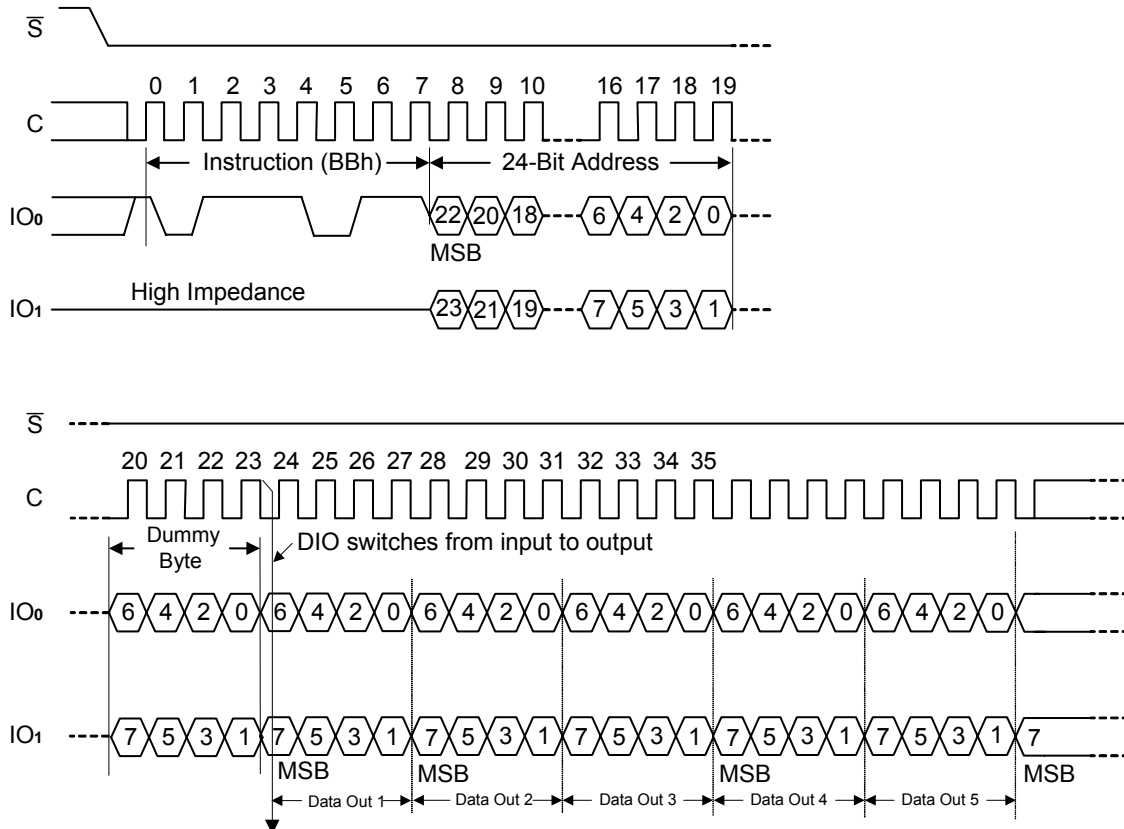 S
0 1 2 3 4 5 6 7 8 9 10 16 17 18 19
C
Instruction (BBh) 24-Bit Address
IO0 22 20 18 6 4 2 0
MSB
High Impedance
IO1 23 21 19 7 5 3 1
S
20 21 22 23 24 25 26 27 28 29 30 31 32 33 34 35
C
Dummy
Byte
DIO switches from input to output
IO0 6 4 2 0 6 4 2 0 6 4 2 0 6 4 2 0 6 4 2 0 6 4 2 0
IO1 7 5 3 1 7 5 3 1 7 5 3 1 7 5 3 1 7 5 3 1 7 5 3 1 7
MSB MSB MSB MSB
Data Out 1 Data Out 2 Data Out 3 Data Out 4 Data Out 5